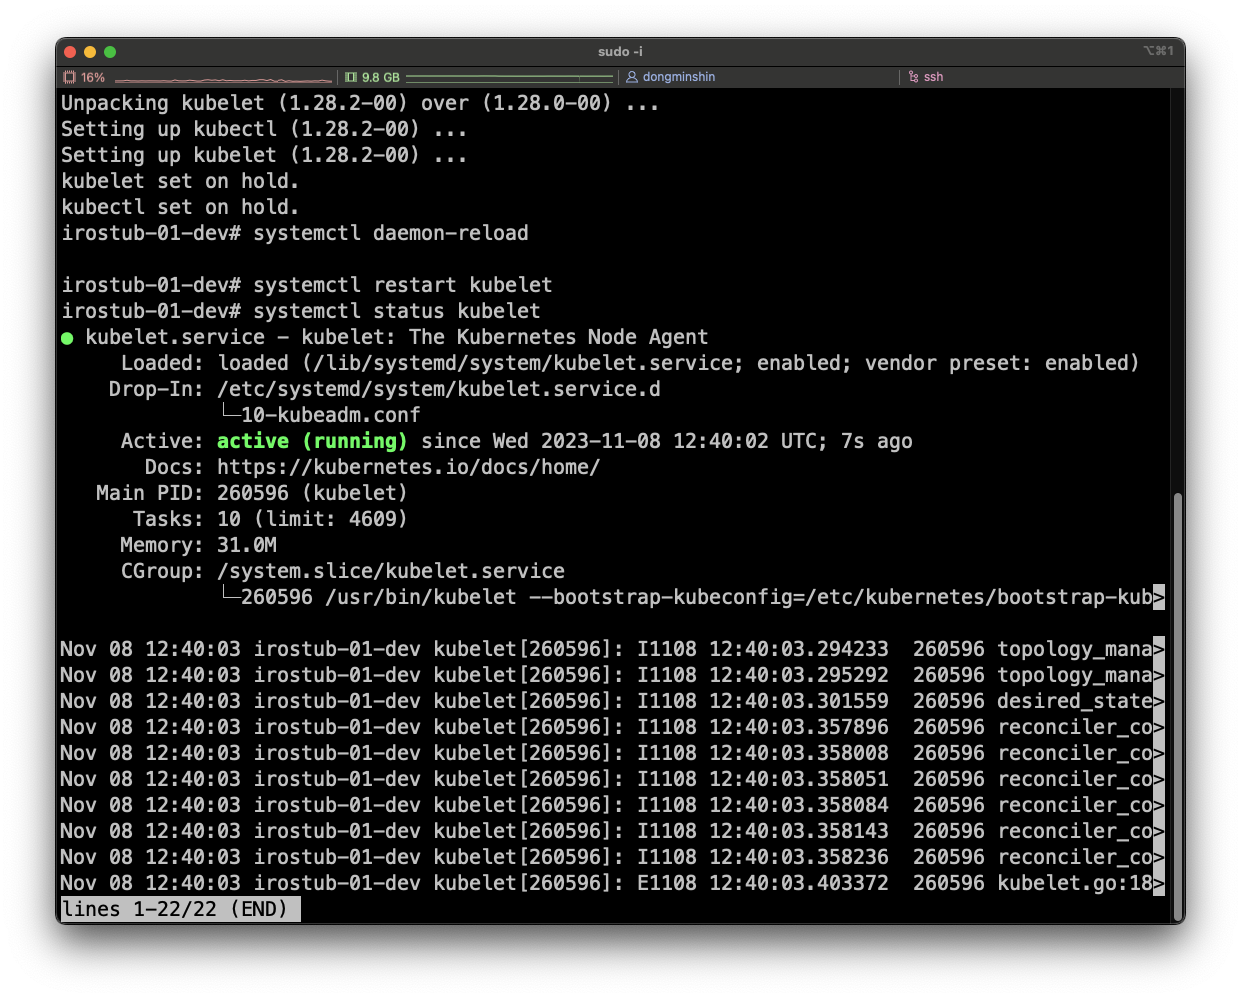 sudo -i
⌥⌘1
16%
9.8 GB
dongminshin
ssh
Unpacking kubelet (1.28.2-00) over (1.28.0-00) ...
Setting up kubectl (1.28.2-00) ...
Setting up kubelet (1.28.2-00) ...
kubelet set on hold.
kubectl set on hold.
irostub-01-dev# systemctl daemon-reload
irostub-01-dev# systemctl restart kubelet
irostub-01-dev# systemctl status kubelet
● kubelet.service - kubelet: The Kubernetes Node Agent
Loaded: loaded (/lib/systemd/system/kubelet.service; enabled; vendor preset: enabled)
Drop-In: /etc/systemd/system/kubelet.service.d
└─10-kubeadm.conf
Active: active (running) since Wed 2023-11-08 12:40:02 UTC; 7s ago
Docs: https://kubernetes.io/docs/home/
Main PID: 260596 (kubelet)
Tasks: 10 (limit: 4609)
Memory: 31.0M
CGroup: /system.slice/kubelet.service
└─260596 /usr/bin/kubelet --bootstrap-kubeconfig=/etc/kubernetes/bootstrap-kub>
Nov 08 12:40:03 irostub-01-dev kubelet[260596]: I1108 12:40:03.294233  260596 topology_mana>
Nov 08 12:40:03 irostub-01-dev kubelet[260596]: I1108 12:40:03.295292  260596 topology_mana>
Nov 08 12:40:03 irostub-01-dev kubelet[260596]: I1108 12:40:03.301559  260596 desired_state>
Nov 08 12:40:03 irostub-01-dev kubelet[260596]: I1108 12:40:03.357896  260596 reconciler_co>
Nov 08 12:40:03 irostub-01-dev kubelet[260596]: I1108 12:40:03.358008  260596 reconciler_co>
Nov 08 12:40:03 irostub-01-dev kubelet[260596]: I1108 12:40:03.358051  260596 reconciler_co>
Nov 08 12:40:03 irostub-01-dev kubelet[260596]: I1108 12:40:03.358084  260596 reconciler_co>
Nov 08 12:40:03 irostub-01-dev kubelet[260596]: I1108 12:40:03.358143  260596 reconciler_co>
Nov 08 12:40:03 irostub-01-dev kubelet[260596]: I1108 12:40:03.358236  260596 reconciler_co>
Nov 08 12:40:03 irostub-01-dev kubelet[260596]: E1108 12:40:03.403372  260596 kubelet.go:18>
lines 1-22/22 (END)